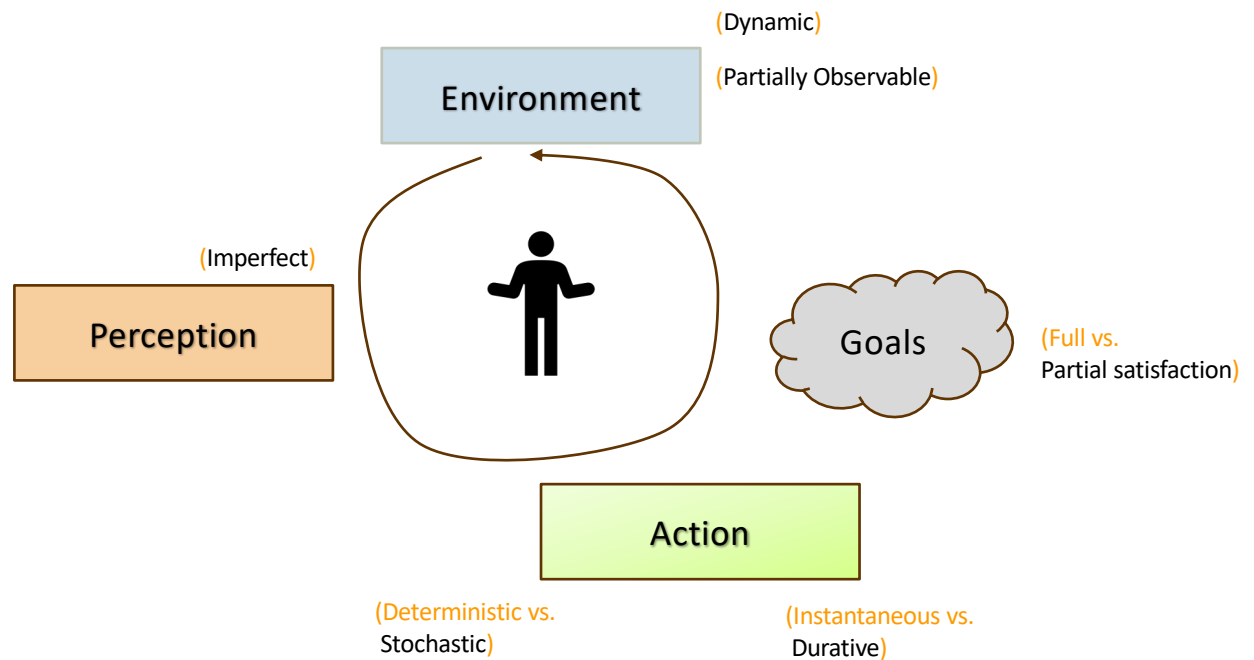 (Dynamic)
Environment
(Partially Observable)
(Imperfect)
Perception
Goals
(Full vs.
Partial satisfaction)
Action
(Deterministic vs.
Stochastic)
(Instantaneous vs.
Durative)